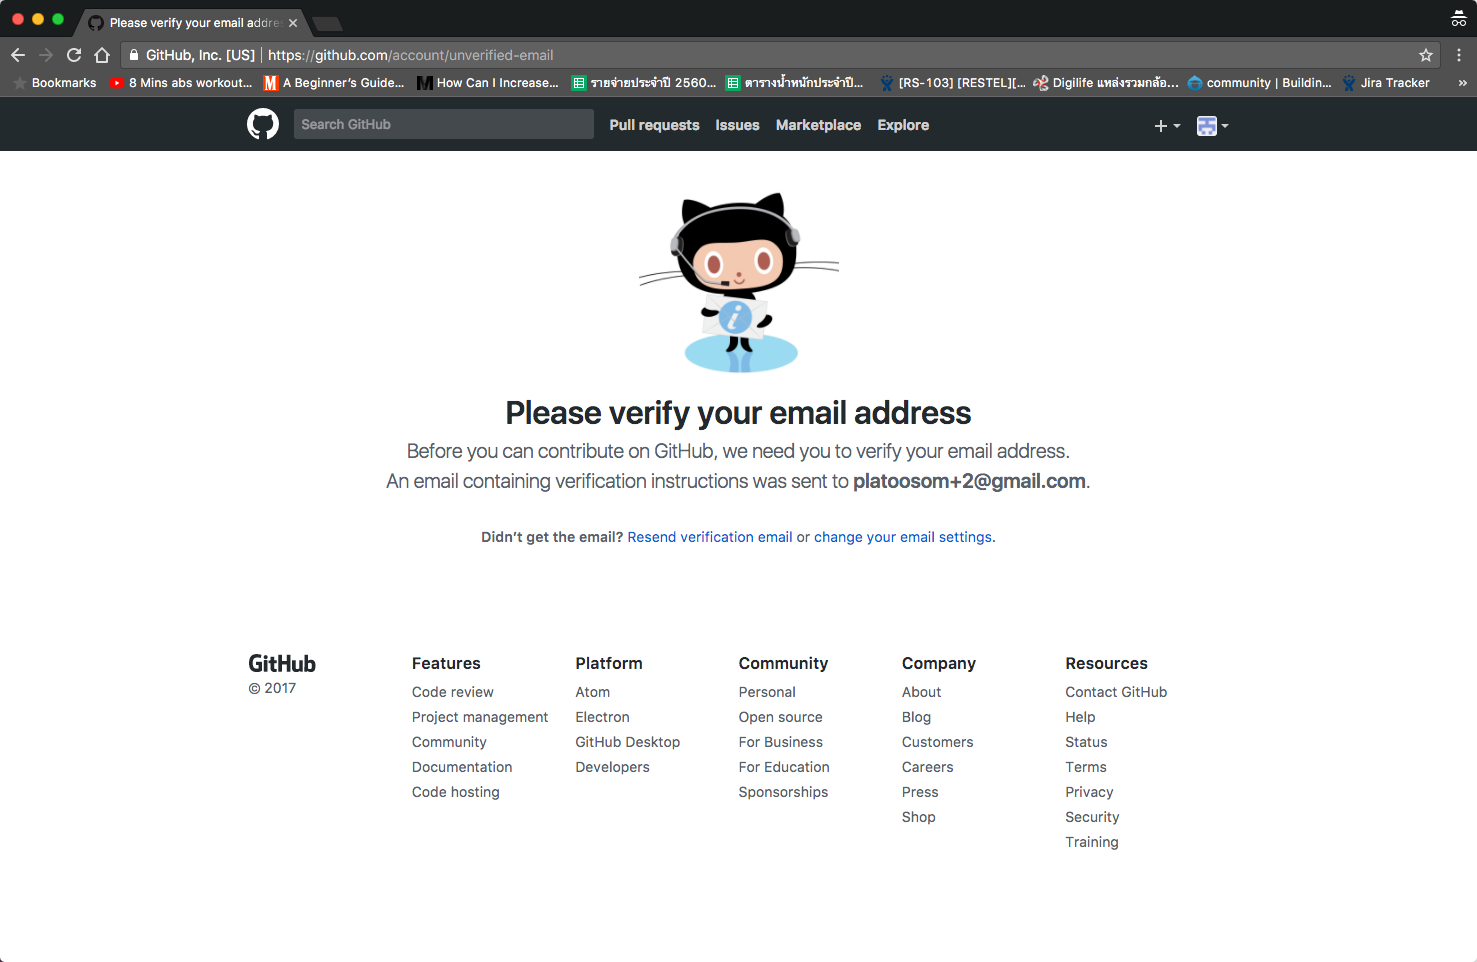 Please verify your email addres
GitHub, Inc. [US] https://github.com/account/unverified-email
Bookmarks 8 Mins abs workout... A Beginner's Guide... How Can I Increase... รายจ่ายประจำปี 2560... ตารางน้ำหนักประจำปี... [RS-103] [RESTEL][... Digilife แหล่งรวมกล้อ... community | Buildin... Jira Tracker »
Search GitHub Pull requests Issues Marketplace Explore
Please verify your email address
Before you can contribute on GitHub, we need you to verify your email address.
An email containing verification instructions was sent to platoosom+2@gmail.com.
Didn't get the email? Resend verification email or change your email settings.
GitHub
© 2017
Features
Code review
Project management
Community
Documentation
Code hosting
Platform
Atom
Electron
GitHub Desktop
Developers
Community
Personal
Open source
For Business
For Education
Sponsorships
Company
About
Blog
Customers
Careers
Press
Shop
Resources
Contact GitHub
Help
Status
Terms
Privacy
Security
Training